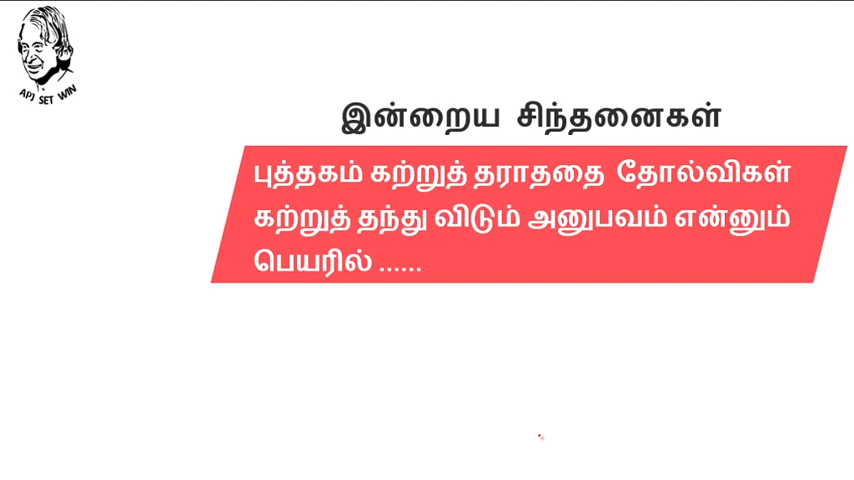 APJ SET WIN
இன்றைய சிந்தனைகள்
புத்தகம் கற்றுத் தராததை தோல்விகள்
கற்றுத் தந்து விடும் அனுபவம் என்னும்
பெயரில் ......